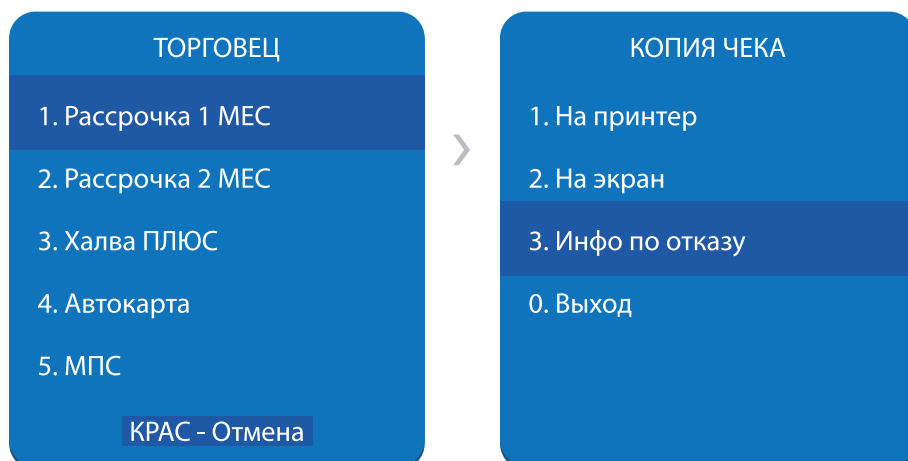 ТОРГОВЕЦ
1. Рассрочка 1 МЕС
2. Рассрочка 2 МЕС
3. Халва ПЛЮС
4. Автокарта
5. МПС
КРАС - Отмена
КОПИЯ ЧЕКА
1. На принтер
2. На экран
3. Инфо по отказу
0. Выход